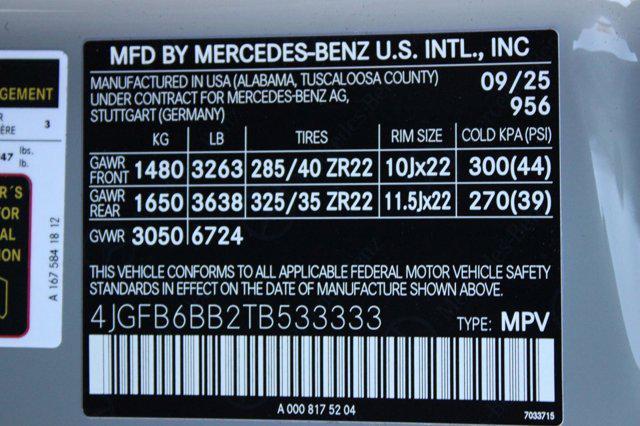 MFD BY MERCEDES-BENZ U.S. INTL., INC
MANUFACTURED IN USA (ALABAMA, TUSCALOOSA COUNTY) 09/25
UNDER CONTRACT FOR MERCEDES-BENZ AG, 956
STUTTGART (GERMANY)
KG LB TIRES RIM SIZE COLD KPA (PSI)
GAWR FRONT 1480 3263 285/40 ZR22 10Jx22 300(44)
GAWR REAR 1650 3638 325/35 ZR22 11.5Jx22 270(39)
GVWR 3050 6724
THIS VEHICLE CONFORMS TO ALL APPLICABLE FEDERAL MOTOR VEHICLE SAFETY
STANDARDS IN EFFECT ON THE DATE OF MANUFACTURE SHOWN ABOVE.
4JGFB6BB2TB533333 TYPE: MPV
A 000 817 52 04 7033715
GEMENT
3
47 lbs.
lb.
A 167 584 18 12